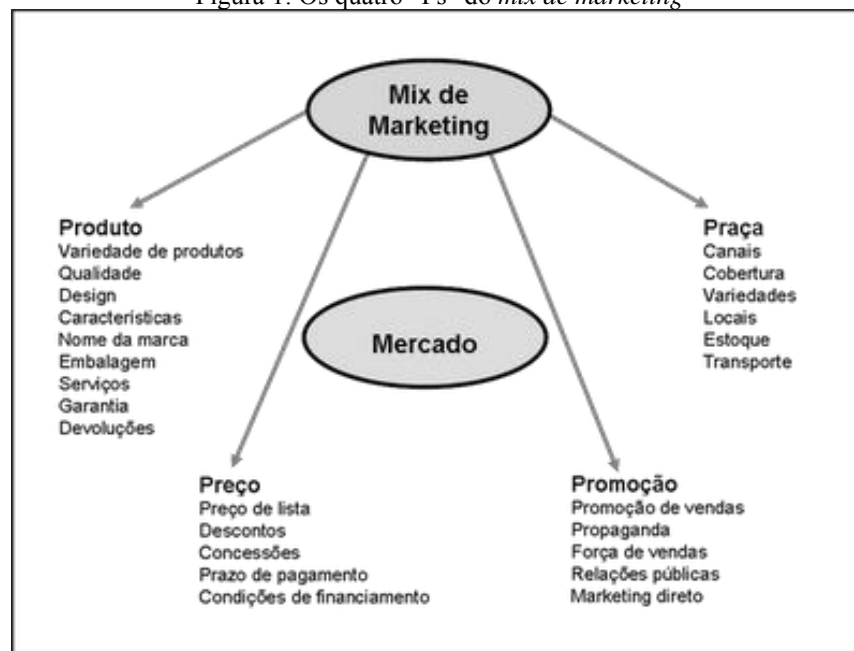 Figura 1: Os quatro "Ps" do mix de marketing
Mix de
Marketing
Produto
Variedade de produtos
Qualidade
Design
Características
Nome da marca
Embalagem
Serviços
Garantia
Devoluções
Praça
Canais
Cobertura
Variedades
Locais
Estoque
Transporte
Mercado
Preço
Preço de lista
Descontos
Concessões
Prazo de pagamento
Condições de financiamento
Promoção
Promoção de vendas
Propaganda
Força de vendas
Relações públicas
Marketing direto